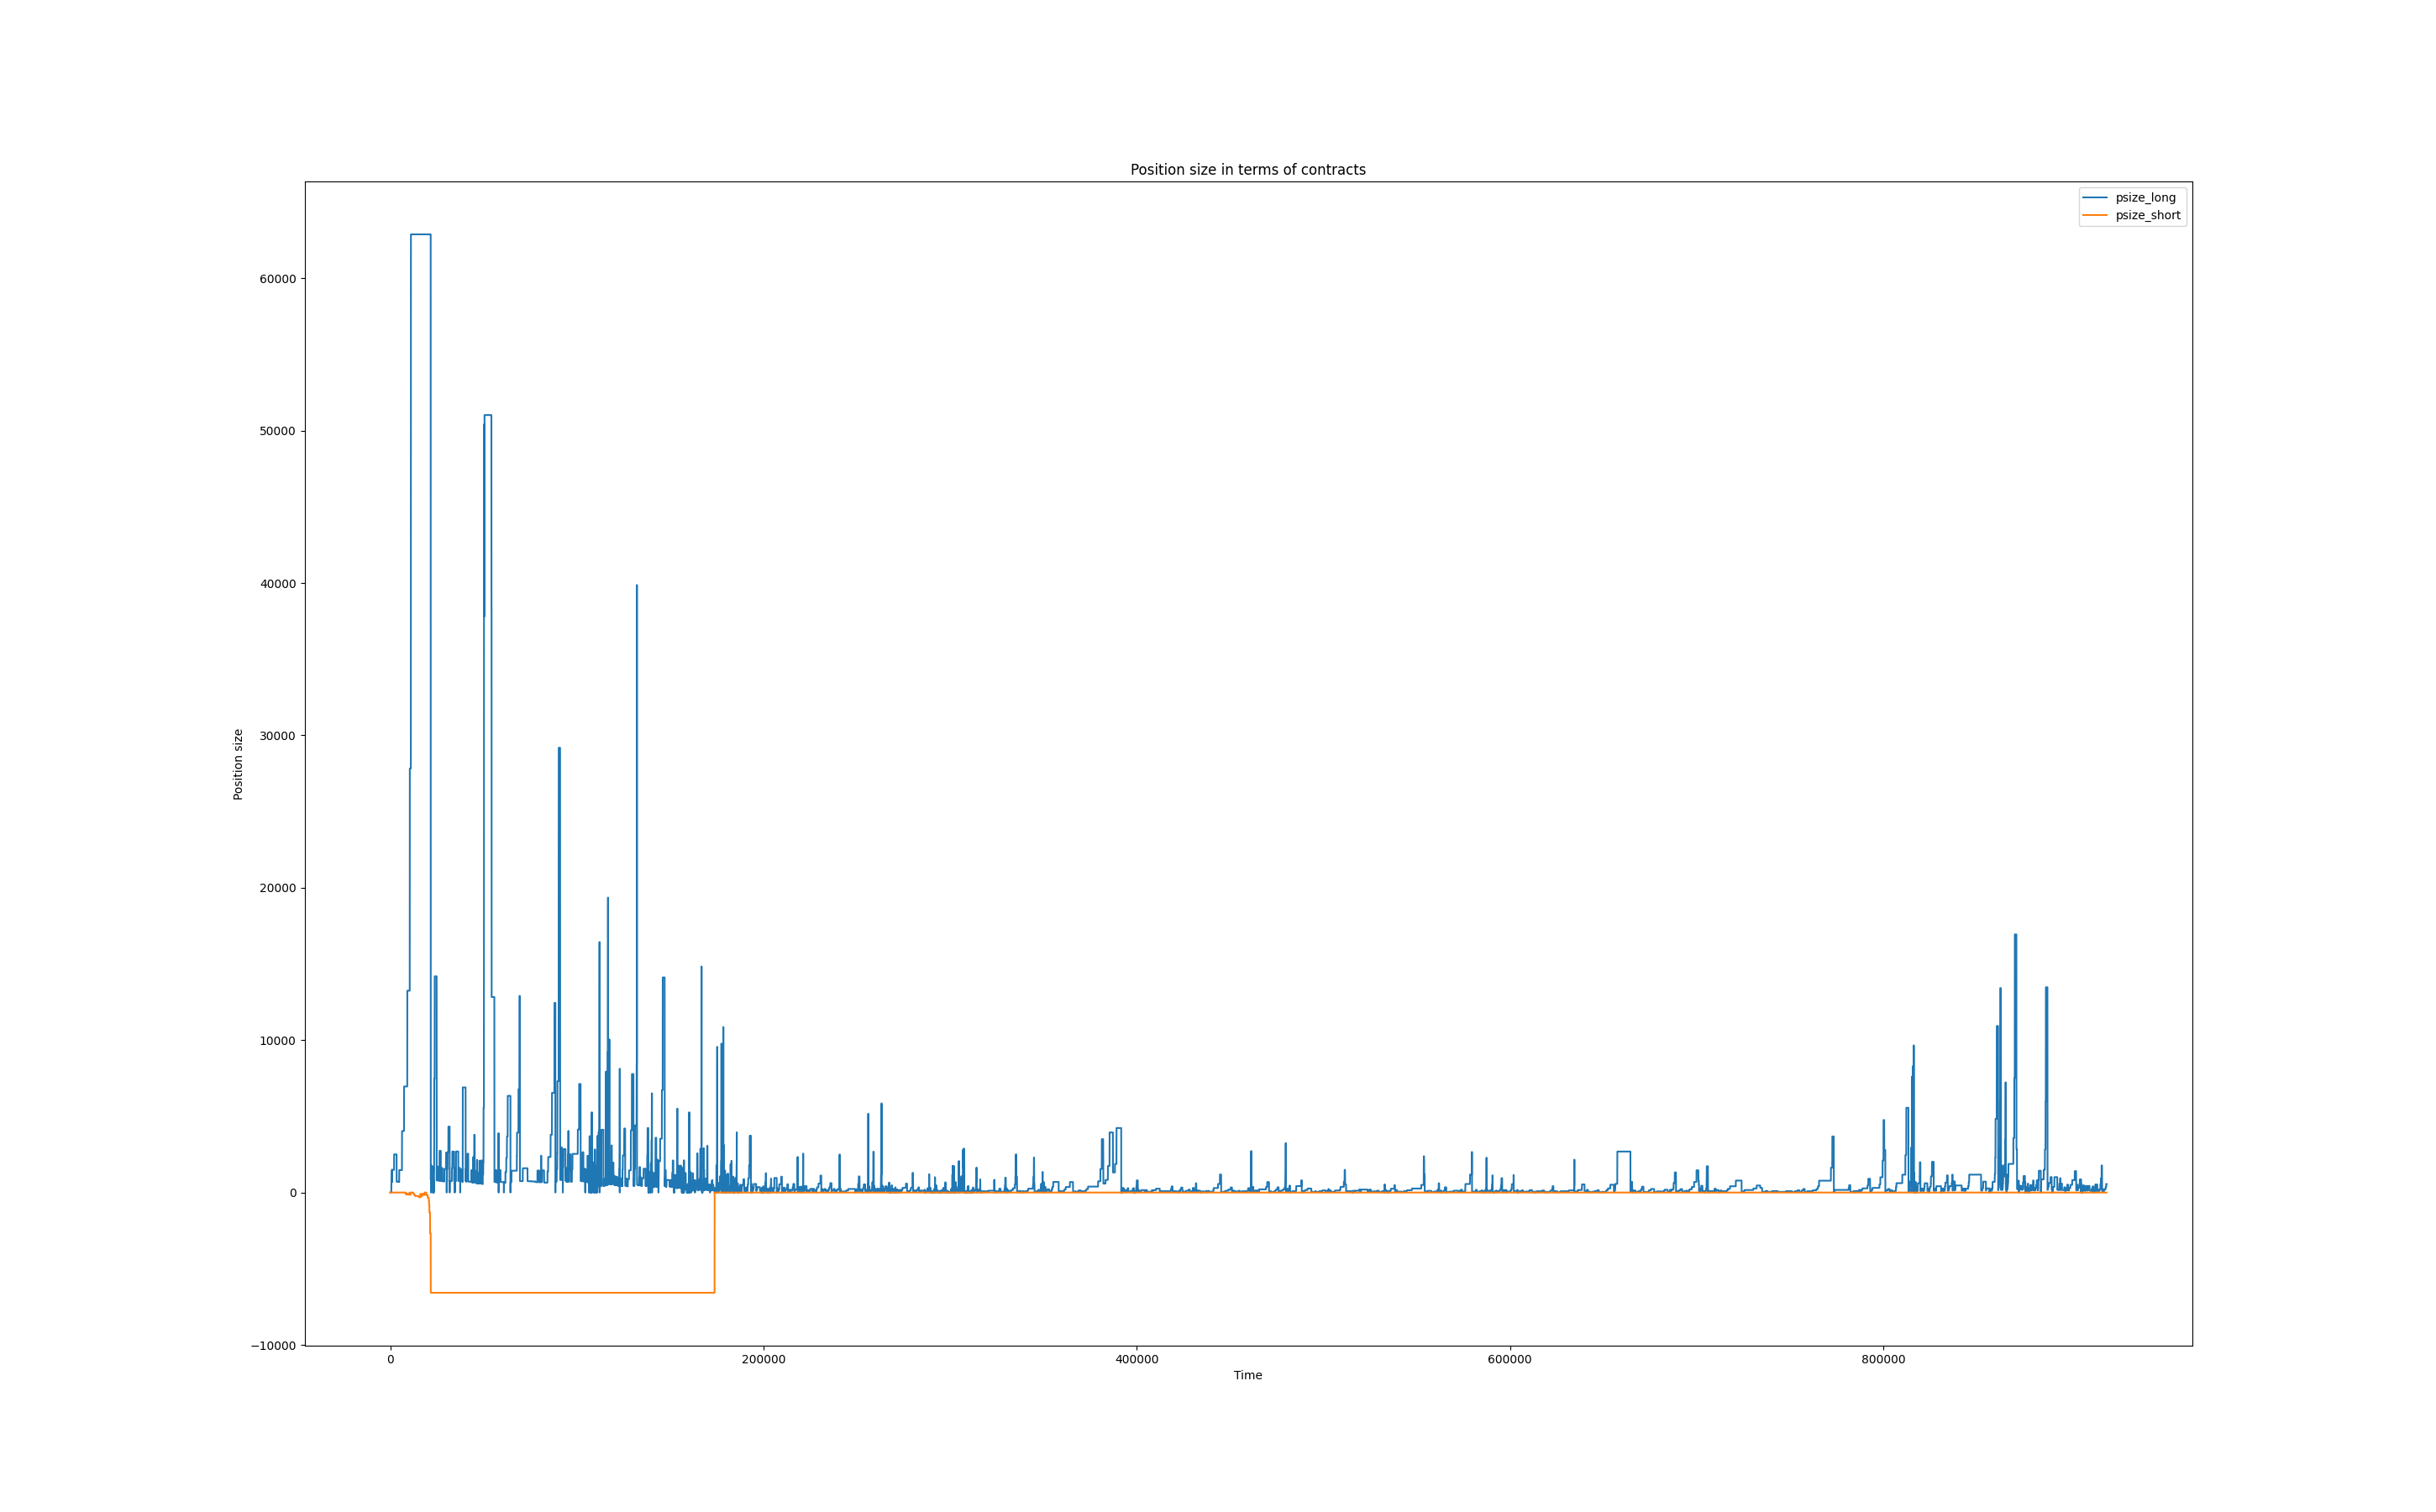 Position size in terms of contracts
psize_long
psize_short
Position size
60000
50000
40000
30000
20000
10000
0
−10000
0
200000
400000
600000
800000
Time